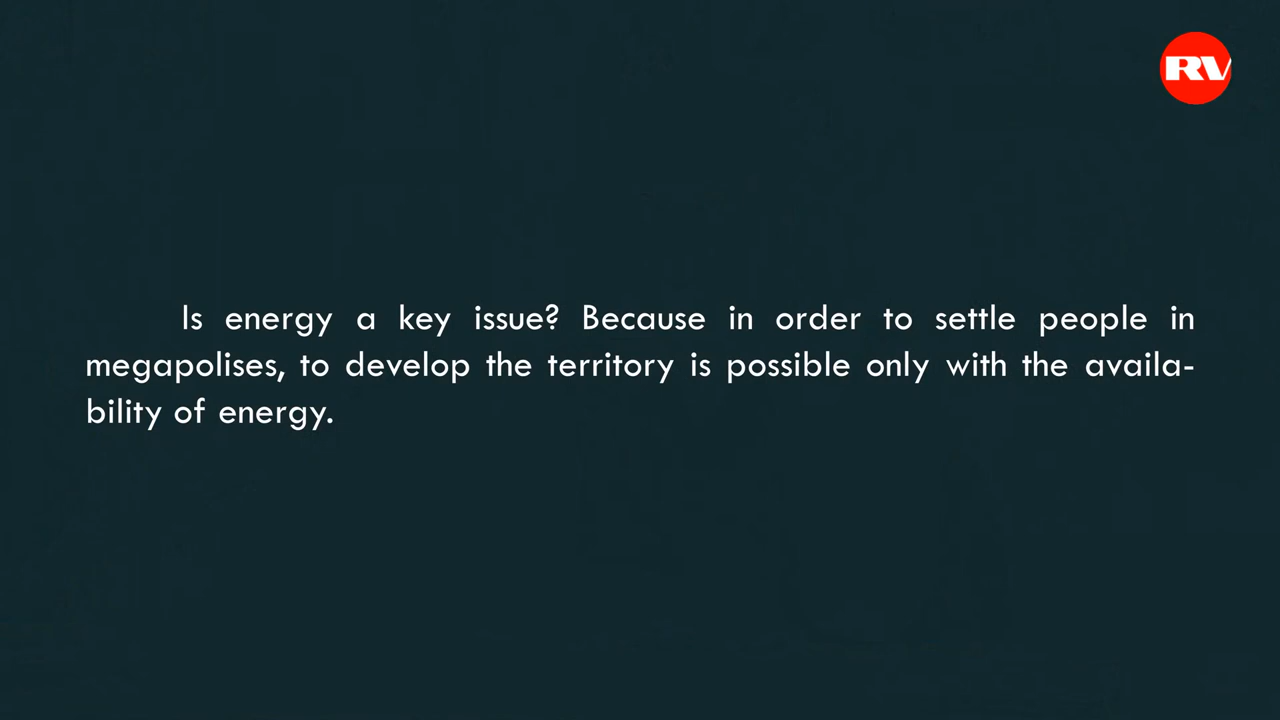 RV
Is energy a key issue? Because in order to settle people in
megapolises, to develop the territory is possible only with the availa-
bility of energy.